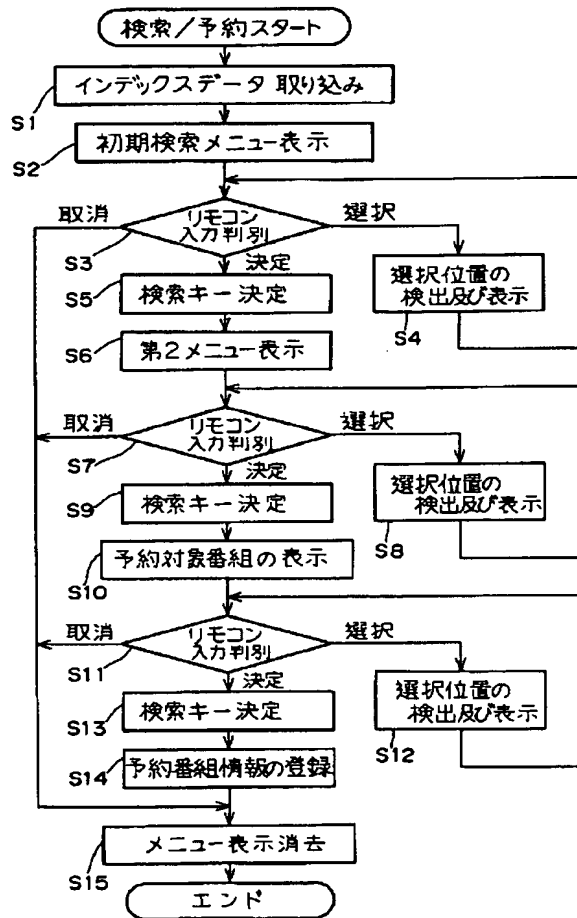 検索/予約スタート
インデックスデータ取り込み
S1
初期検索メニュー表示
S2
取消
リモコン
入力判別
選択
S3
決定
選択位置の
検出及び表示
S4
検索キー決定
S5
第2メニュー表示
S6
取消
リモコン
入力判別
選択
S7
決定
選択位置の
検出及び表示
S8
検索キー決定
S9
予約対象番組の表示
S10
取消
リモコン
入力判別
選択
S11
決定
選択位置の
検出及び表示
S12
検索キー決定
S13
予約番組情報の登録
S14
メニュー表示消去
S15
エンド